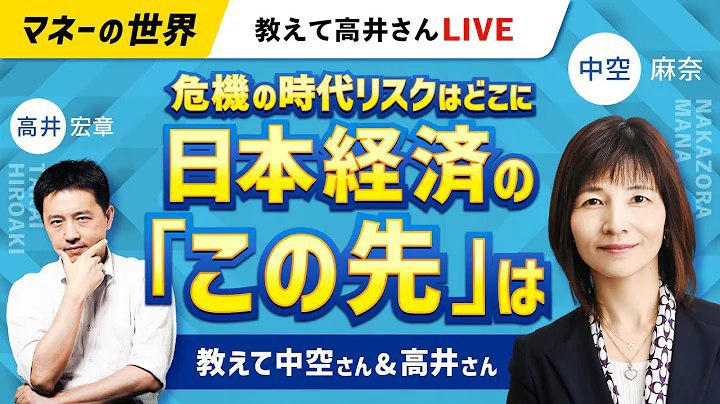 マネーの世界
教えて高井さんLIVE
中空 麻奈
NAKAZORA
MANA
高井 宏章
TAKAI
HIROAKI
危機の時代リスクはどこに
日本経済の
「この先」は
教えて中空さん&高井さん